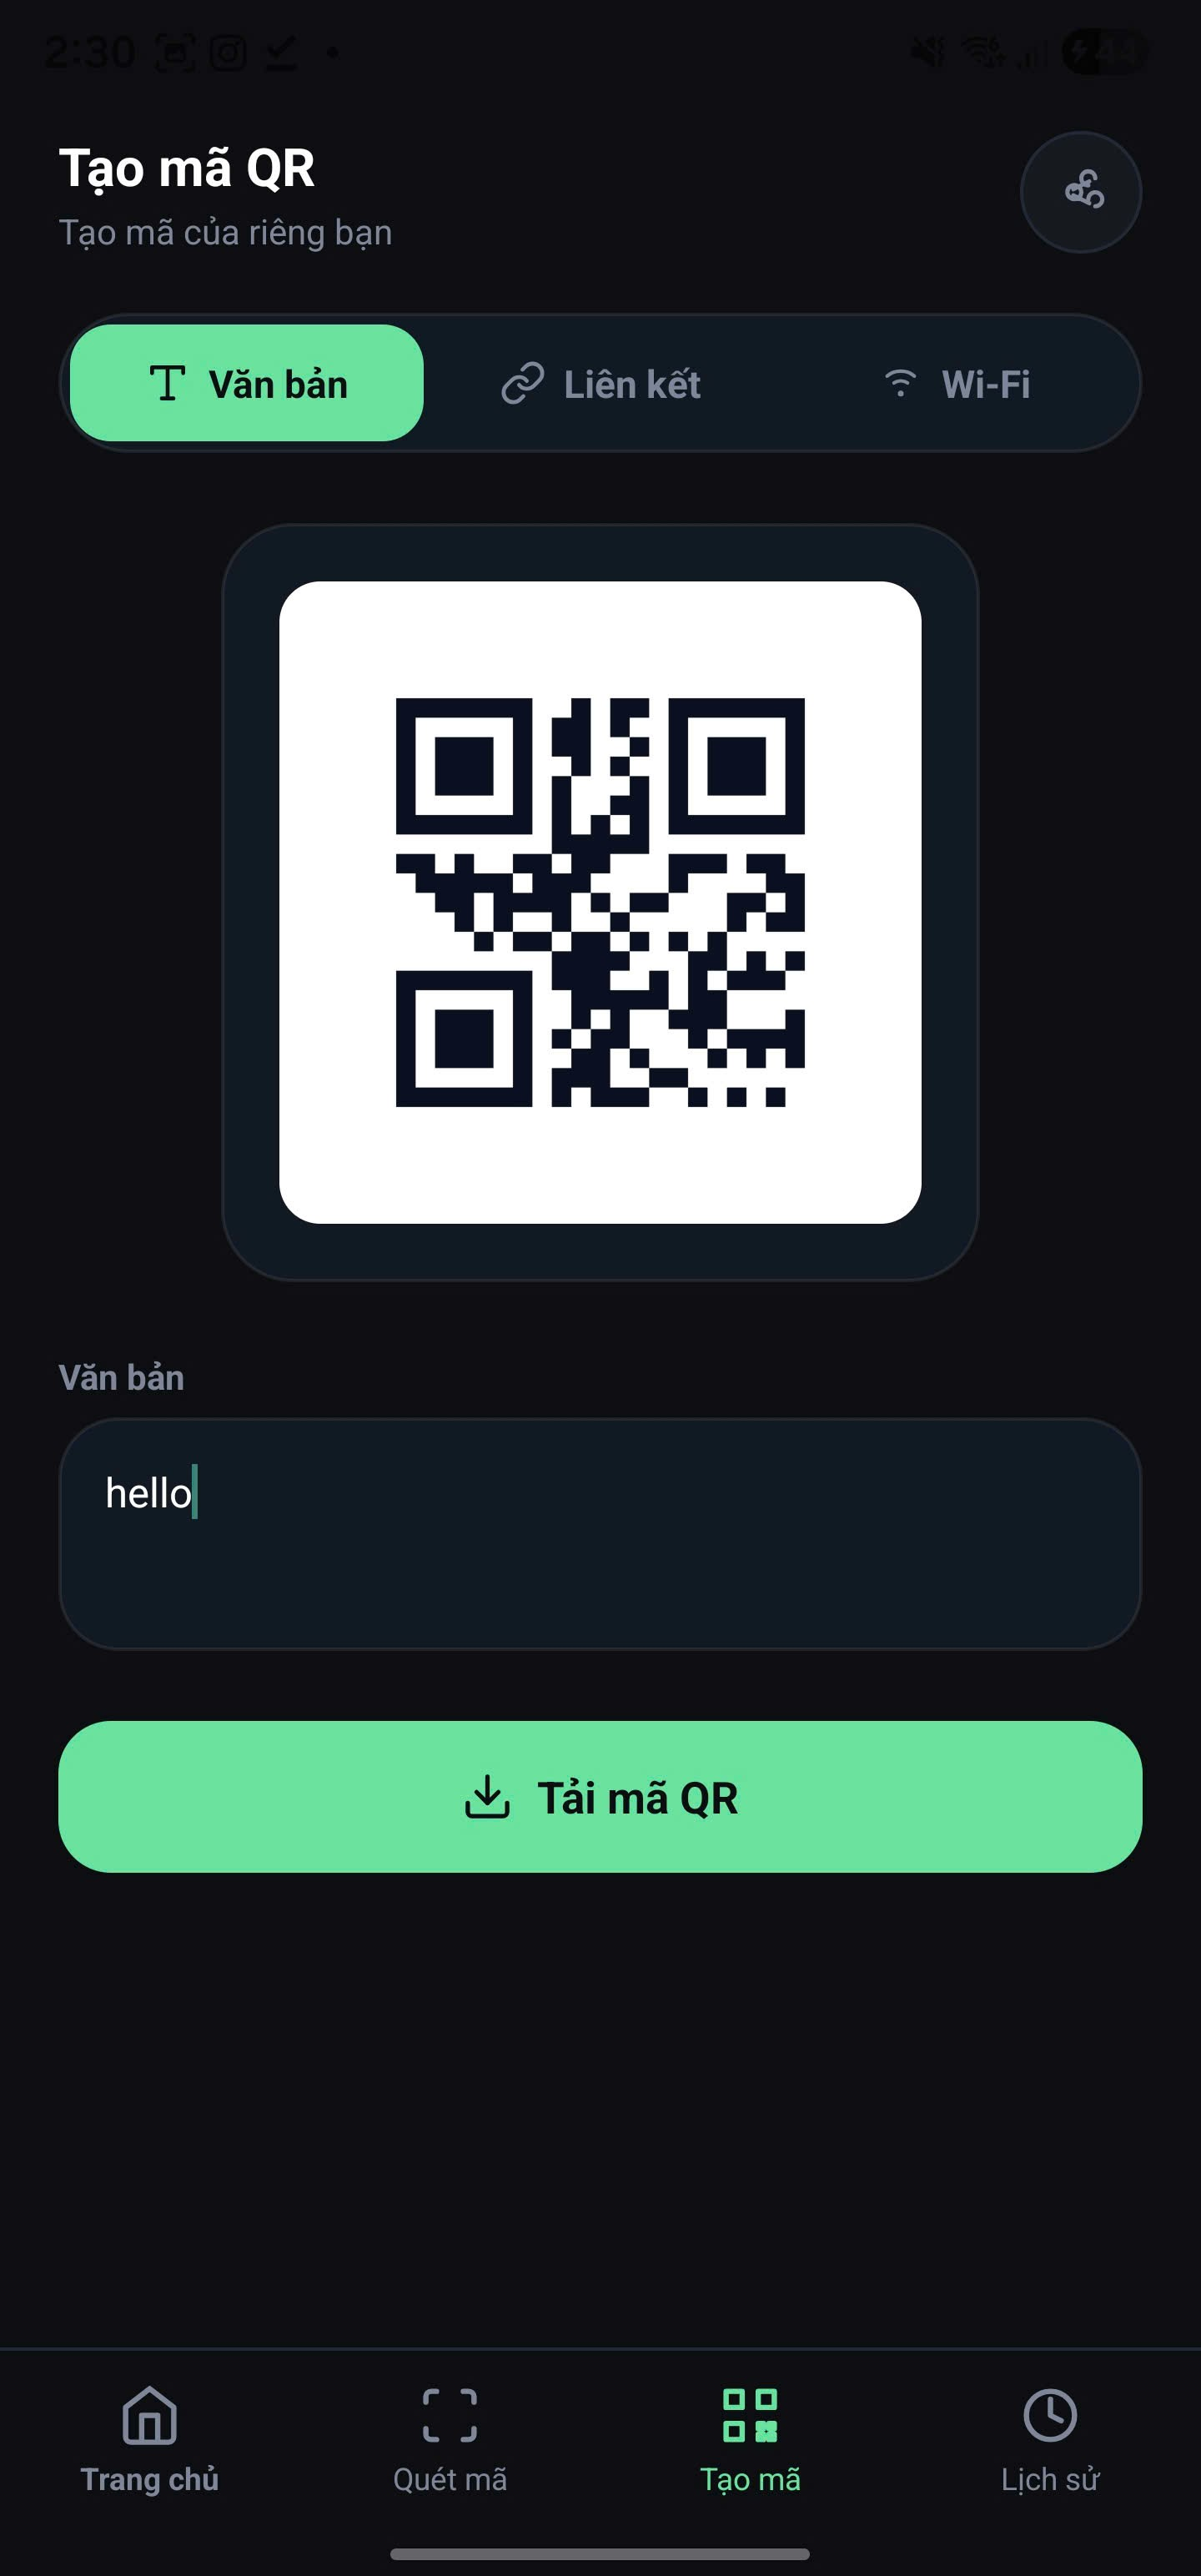 2:30
44
Tạo mã QR
Tạo mã của riêng bạn
Văn bản
Liên kết
Wi-Fi
Văn bản
hello
Tải mã QR
Trang chủ
Quét mã
Tạo mã
Lịch sử